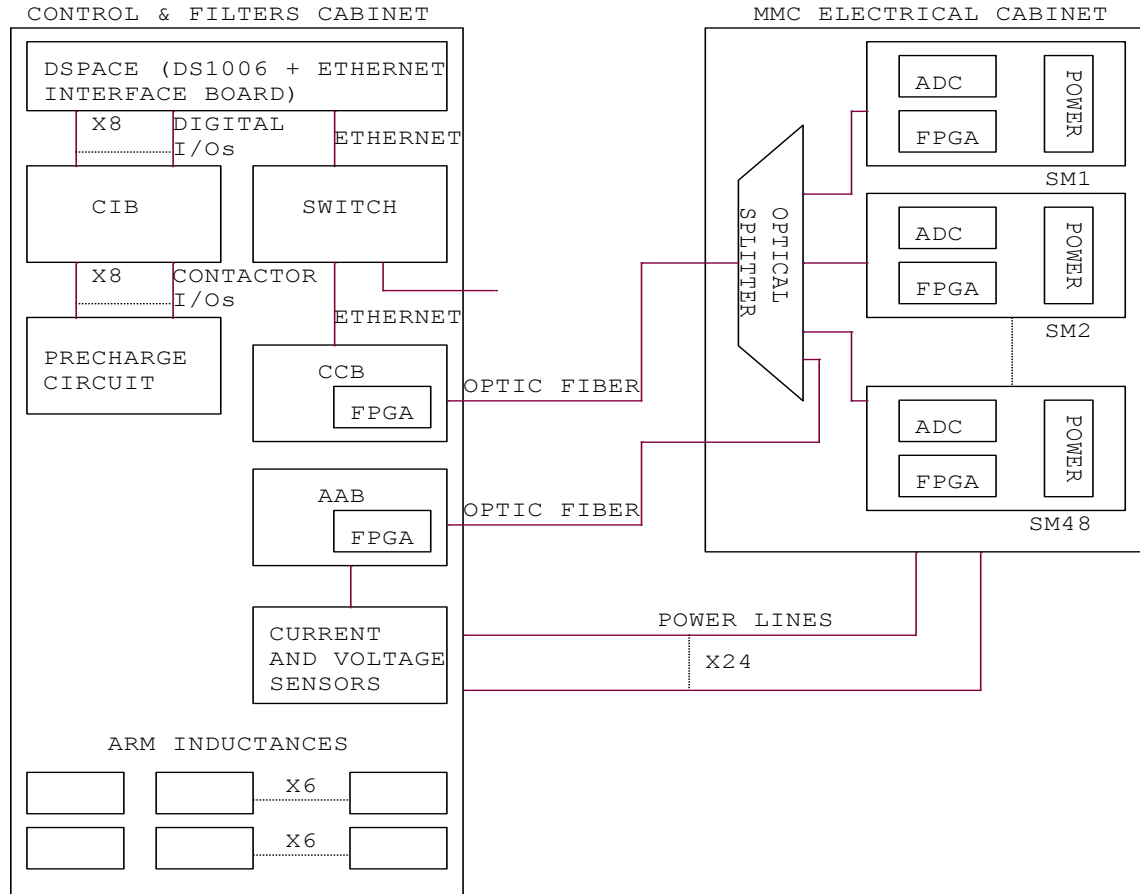 CONTROL & FILTERS CABINET
DSPACE (DS1006 + ETHERNET
INTERFACE BOARD)
X8
DIGITAL
I/Os
ETHERNET
CIB
SWITCH
X8
CONTACTOR
I/Os
ETHERNET
PRECHARGE
CIRCUIT
CCB
FPGA
OPTIC FIBER
AAB
FPGA
OPTIC FIBER
CURRENT
AND VOLTAGE
SENSORS
POWER LINES
X24
ARM INDUCTANCES
X6
X6
MMC ELECTRICAL CABINET
OPTICAL
SPLITTER
ADC
FPGA
POWER
SM1
ADC
FPGA
POWER
SM2
ADC
FPGA
POWER
SM48